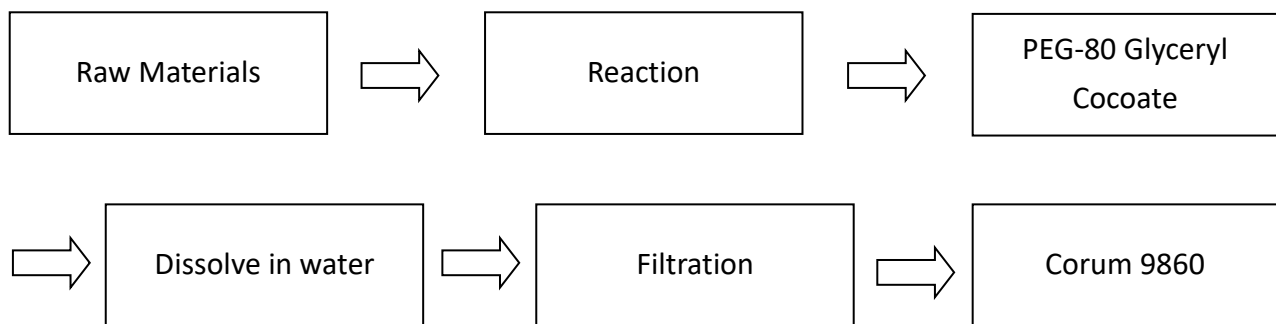 Raw Materials
Reaction
PEG-80 Glyceryl
Cocoate
Dissolve in water
Filtration
Corum 9860